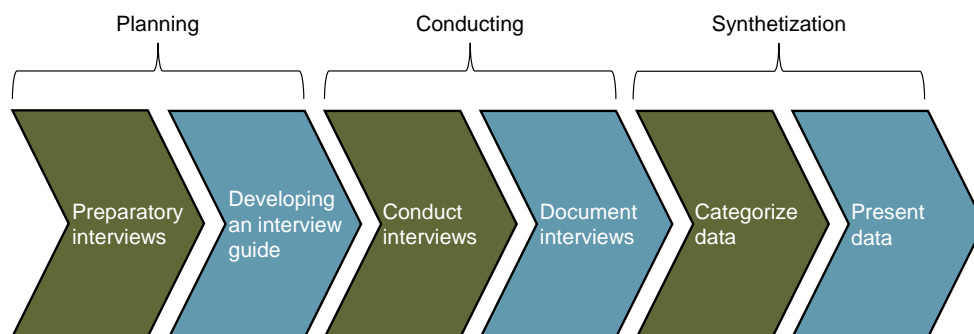 Planning
Conducting
Synthetization
Preparatory
interviews
Developing
an interview
guide
Conduct
interviews
Document
interviews
Categorize
data
Present
data